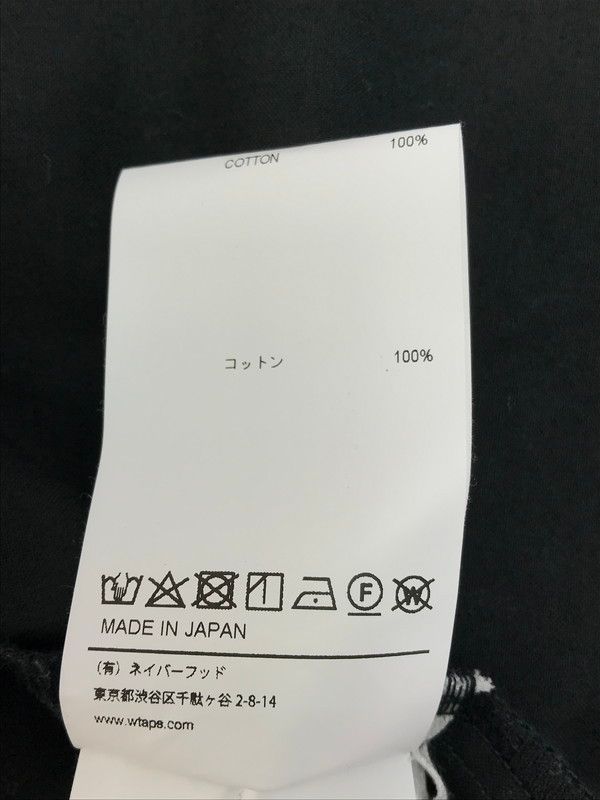 COTTON 100%
コットン 100%
F W
MADE IN JAPAN
（有）ネイバーフッド
東京都渋谷区千駄ヶ谷 2-8-14
www.wtaps.com